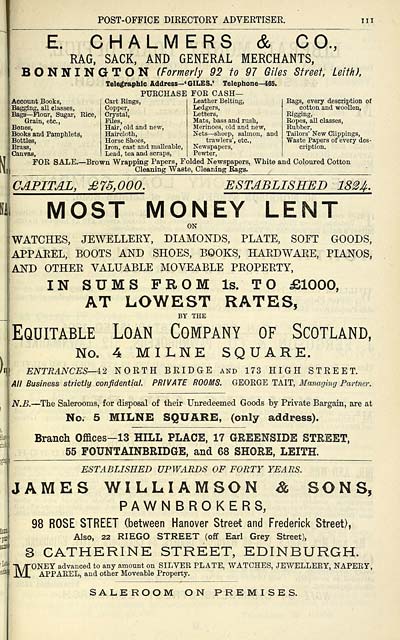 POST-OFFICE DIRECTORY ADVERTISER. 111
E. CHALMERS & CO.,
RAG, SACK, AND GENERAL MERCHANTS,
BONNINGTON (Formerly 92 to 97 Giles Street, Leith),
Telegraphic Address—'GILES.' Telephone—465.
PURCHASE FOR CASH—
Account Books,
Bagging, all classes,
Bags—Flour, Sugar, Rice,
Grain, etc.,
Bones,
Books and Pamphlets,
Bottles,
Brass,
Canvas,
Cart Rings,
Copper,
Crystal,
Files,
Hair, old and new,
Haircloth,
Horse Shoes,
Iron, cast and malleable,
Lead, tea and scraps,
Leather Belting,
Ledgers,
Letters,
Mats, bass and rush,
Merinoes, old and new,
Nets—sheep, salmon, and
trawlers', etc.,
Newspapers,
Pewter,
Rags, every description of
cotton and woollen,
Rigging,
Ropes, all classes,
Rubber,
Tailors' New Clippings,
Waste Papers of every des-
cription.
FOR SALE.—Brown Wrapping Papers, Folded Newspapers, White and Coloured Cotton
Cleaning Waste, Cleaning Rags.
CAPITAL, £75,000. ESTABLISHED 1824.
MOST MONEY LENT
ON
WATCHES, JEWELLERY, DIAMONDS, PLATE, SOFT GOODS,
APPAREL, BOOTS AND SHOES, BOOKS, HARDWARE, PIANOS,
AND OTHER VALUABLE MOVEABLE PROPERTY,
IN SUMS FROM 1s. TO £1000,
AT LOWEST RATES,
BY THE
EQUITABLE LOAN COMPANY OF SCOTLAND,
No. 4 MILNE SQUARE.
ENTRANCES—42 NORTH BRIDGE AND 173 HIGH STREET.
All Business strictly confidential. PRIVATE ROOMS. GEORGE TAIT, Managing Partner.
N.B.—The Salerooms, for disposal of their Unredeemed Goods by Private Bargain, are at
No. 5 MILNE SQUARE, (only address).
Branch Offices—13 HILL PLACE, 17 GREENSIDE STREET,
55 FOUNTAINBRIDGE, and 68 SHORE, LEITH.
ESTABLISHED UPWARDS OF FORTY YEARS.
JAMES WILLIAMSON & SONS,
PAWNBROKERS,
98 ROSE STREET (between Hanover Street and Frederick Street),
Also, 22 RIEGO STREET (off Earl Grey Street),
3 CATHERINE STREET, EDINBURGH.
MONEY advanced to any amount on SILVER PLATE, WATCHES, JEWELLERY, NAPERY,
APPAREL, and other Moveable Property.
SALEROOM ON PREMISES.